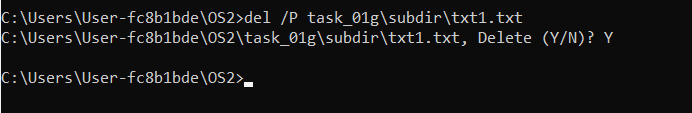 C:\Users\User-fc8b1bde\OS2>del /P task_01g\subdir\txt1.txt
C:\Users\User-fc8b1bde\OS2\task_01g\subdir\txt1.txt, Delete (Y/N)? Y
C:\Users\User-fc8b1bde\OS2>